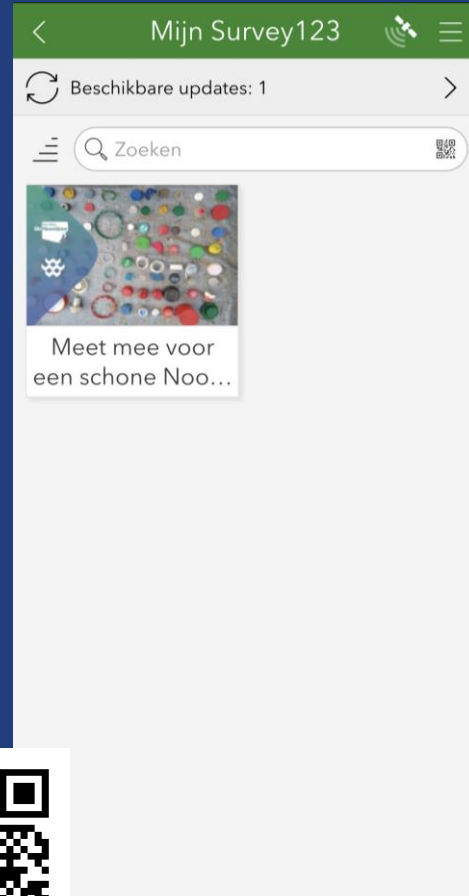 Mijn Survey123
Beschikbare updates: 1
Zoeken
Meet mee voor
een schone Noo...